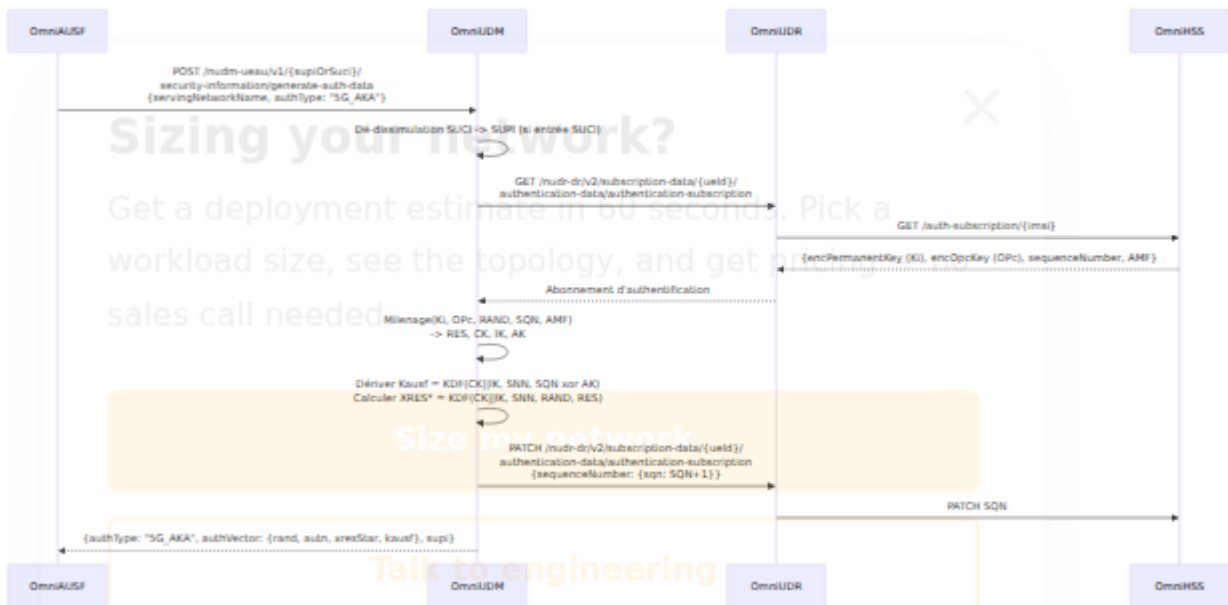 OmniAUSF
OmniUDM
OmniUDR
OmniHSS
POST /nudm-ueau/v1/{supiOrSuci}/
security-information/generate-auth-data
{servingNetworkName, authType: "5G_AKA"}
Dé-dissimulation SUCI -> SUPI (si entrée SUCI)
Sizing your network?
GET /nudr-dr/v2/subscription-data/{ueId}/
authentication-data/authentication-subscription
Get a deployment estimate in 60 seconds. Pick a
GET /auth-subscription/{imsi}
workload size, see the topology, and get pricing — no
{encPermanentKey (Ki), encOpcKey (OPc), sequenceNumber, AMF}
Abonnement d'authentification
sales call needed.
Milenage(Ki, OPc, RAND, SQN, AMF)
-> RES, CK, IK, AK
Dériver Kausf = KDF(CK||IK, SNN, SQN xor AK)
Calculer XRES* = KDF(CK||IK, SNN, RAND, RES)
Size my network
PATCH /nudr-dr/v2/subscription-data/{ueId}/
authentication-data/authentication-subscription
{sequenceNumber: {sqn: SQN+1}}
PATCH SQN
{authType: "5G_AKA", authVector: {rand, autn, xresStar, kausf}, supi}
Talk to engineering
OmniAUSF
OmniUDM
OmniUDR
OmniHSS